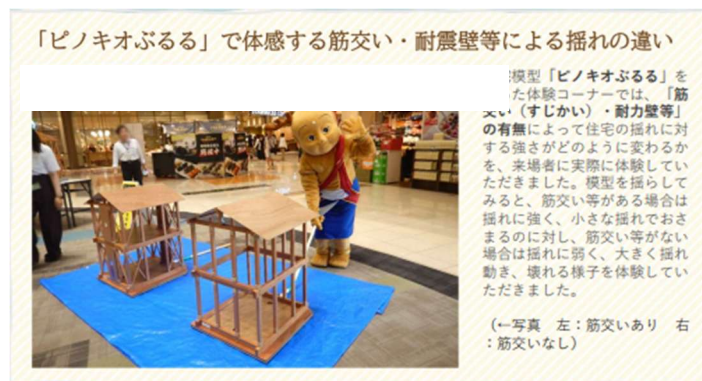 「ピノキオぶるる」で体感する筋交い・耐震壁等による揺れの違い
模型「ピノキオぶるる」を
た体験コーナーでは、「筋
交い（すじかい）・耐力壁等」
の有無によって住宅の揺れに対
する強さがどのように変わるか
を、来場者に実際に体験してい
ただきました。模型を揺らして
みると、筋交い等がある場合は
揺れに強く、小さな揺れでおさ
まるのに対し、筋交い等がない
場合は揺れに弱く、大きく揺れ
動き、壊れる様子を体験してい
ただきました。
（←写真　左：筋交いあり　右
：筋交いなし）